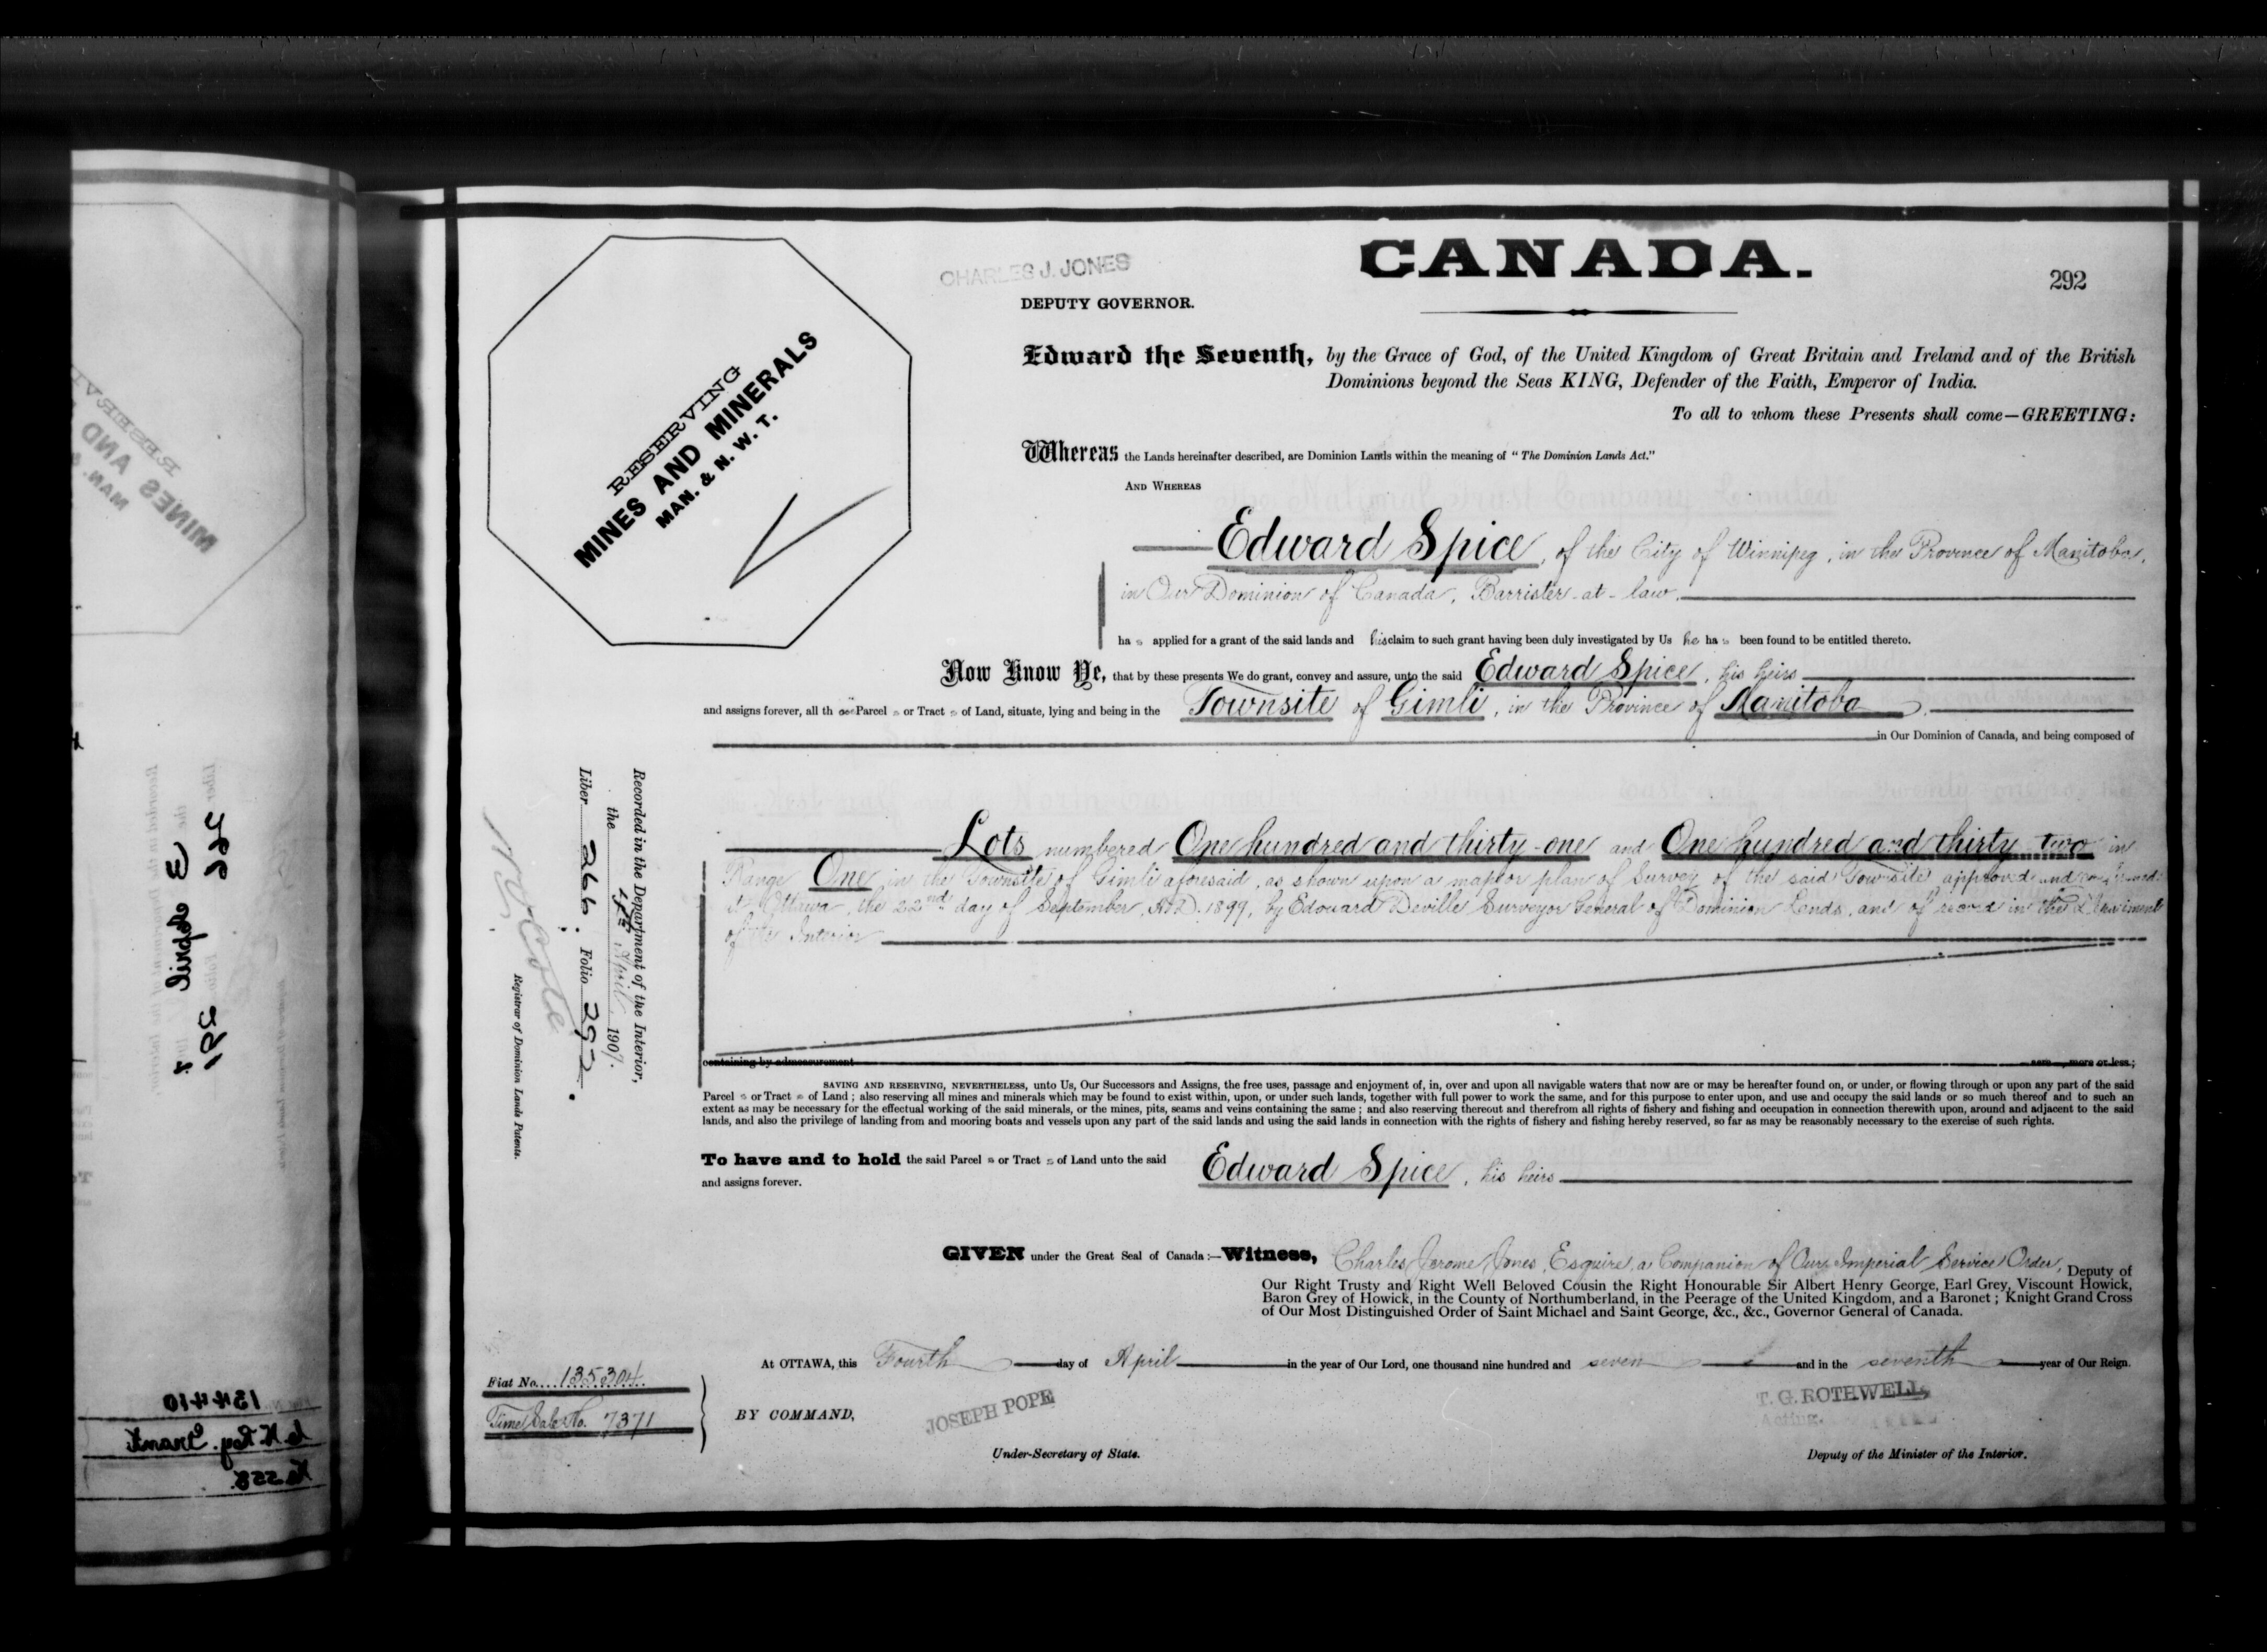 CANADA.
292
CHARLES J. JONES
DEPUTY GOVERNOR.
RESERVING
MINES AND MINERALS
MAN. & N. W. T.
Edward the Seventh, by the Grace of God, of the United Kingdom of Great Britain and Ireland and of the British
Dominions beyond the Seas KING, Defender of the Faith, Emperor of India.
To all to whom these Presents shall come—GREETING:
Whereas the Lands hereinafter described, are Dominion Lands within the meaning of "The Dominion Lands Act."
AND WHEREAS
Edward Spice, of the City of Winnipeg, in the Province of Manitoba,
in Our Dominion of Canada, Barrister-at-law,
ha s applied for a grant of the said lands and his claim to such grant having been duly investigated by Us he ha s been found to be entitled thereto.
Now Know Ye, that by these presents We do grant, convey and assure, unto the said Edward Spice, his heirs
and assigns forever, all th ose Parcel s or Tract s of Land, situate, lying and being in the Townsite of Gimli, in the Province of Manitoba,
in Our Dominion of Canada, and being composed of
Lots numbered One hundred and thirty-one and One hundred and thirty two in
Range One in the Townsite of Gimli aforesaid, as shown upon a map or plan of Survey of the said Townsite approved and confirmed
at Ottawa, the 22nd day of September, A.D. 1899, by Edouard Deville Surveyor General of Dominion Lands, and of record in the Department
of the Interior
containing by admeasurement acre more or less;
SAVING AND RESERVING, NEVERTHELESS, unto Us, Our Successors and Assigns, the free uses, passage and enjoyment of, in, over and upon all navigable waters that now are or may be hereafter found on, or under, or flowing through or upon any part of the said
Parcel s or Tract s of Land; also reserving all mines and minerals which may be found to exist within, upon, or under such lands, together with full power to work the same, and for this purpose to enter upon, and use and occupy the said lands or so much thereof and to such an
extent as may be necessary for the effectual working of the said minerals, or the mines, pits, seams and veins containing the same; and also reserving thereout and therefrom all rights of fishery and fishing and occupation in connection therewith upon, around and adjacent to the said
lands, and also the privilege of landing from and mooring boats and vessels upon any part of the said lands and using the said lands in connection with the rights of fishery and fishing hereby reserved, so far as may be reasonably necessary to the exercise of such rights.
To have and to hold the said Parcel s or Tract s of Land unto the said Edward Spice, his heirs
and assigns forever.
GIVEN under the Great Seal of Canada:—Witness, Charles Jerome Jones, Esquire, a Companion of Our Imperial Service Order, Deputy of
Our Right Trusty and Right Well Beloved Cousin the Right Honourable Sir Albert Henry George, Earl Grey, Viscount Howick,
Baron Grey of Howick, in the County of Northumberland, in the Peerage of the United Kingdom, and a Baronet; Knight Grand Cross
of Our Most Distinguished Order of Saint Michael and Saint George, &c., &c., Governor General of Canada.
At OTTAWA, this Fourth day of April in the year of Our Lord, one thousand nine hundred and seven and in the seventh year of Our Reign.
BY COMMAND,
JOSEPH POPE
Under-Secretary of State.
T. G. ROTHWELL,
Acting.
Deputy of the Minister of the Interior.
Fiat No. 135304
Time Sale No. 7371
Recorded in the Department of the Interior,
the April 1907.
Liber 266. Folio 292.
N. O. Coté
Registrar of Dominion Lands Patents.
RESERV
MINES AND
MAN. &
3 April
266 291
134410